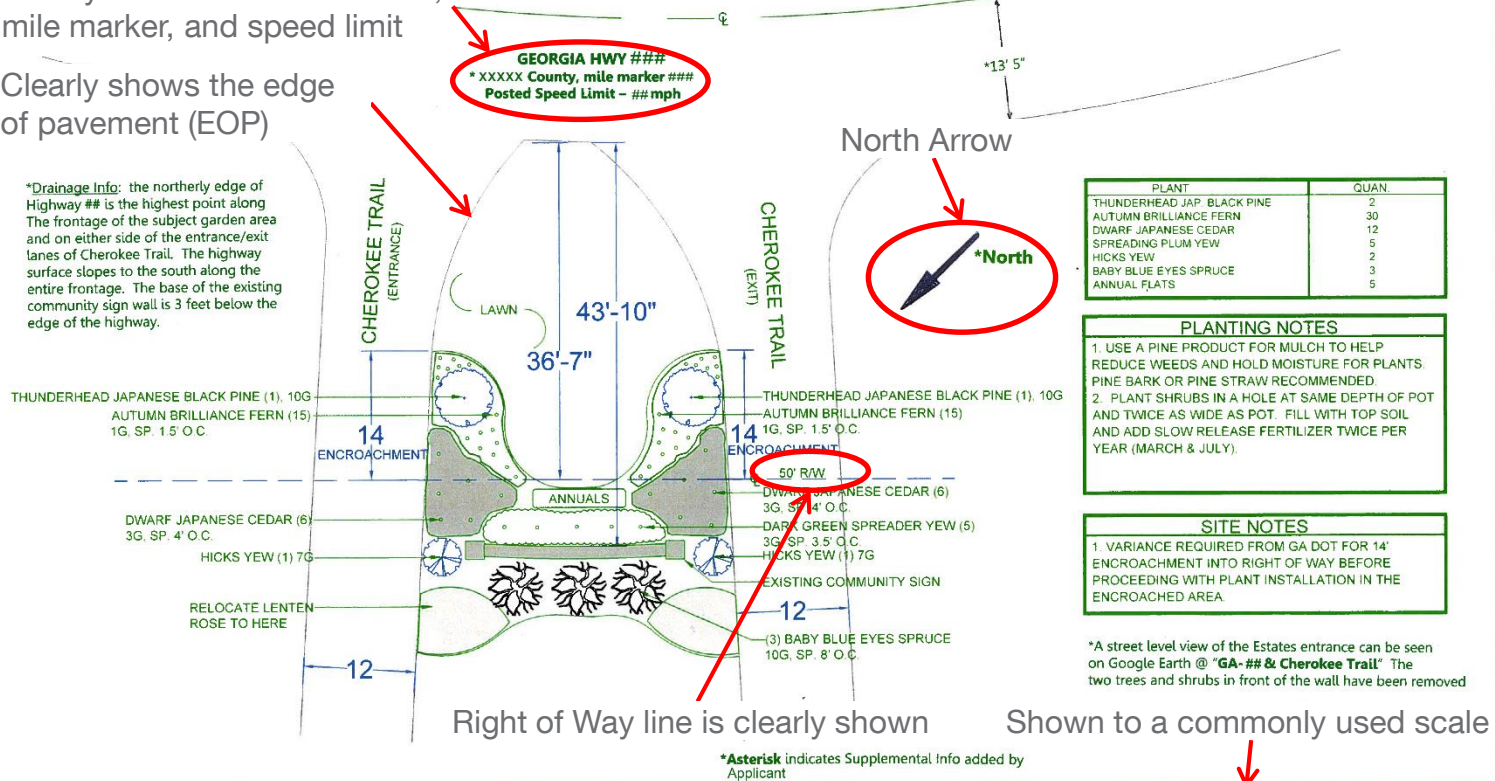 mile marker, and speed limit
Clearly shows the edge
of pavement (EOP)
℄
GEORGIA HWY ###
* XXXXX County, mile marker ###
Posted Speed Limit – ## mph
*13' 5"
North Arrow
*North
*Drainage Info: the northerly edge of
Highway ## is the highest point along
The frontage of the subject garden area
and on either side of the entrance/exit
lanes of Cherokee Trail. The highway
surface slopes to the south along the
entire frontage. The base of the existing
community sign wall is 3 feet below the
edge of the highway.
CHEROKEE TRAIL
(ENTRANCE)
LAWN
43'-10"
36'-7"
CHEROKEE TRAIL
(EXIT)
PLANT QUAN.
THUNDERHEAD JAP. BLACK PINE 2
AUTUMN BRILLIANCE FERN 30
DWARF JAPANESE CEDAR 12
SPREADING PLUM YEW 5
HICKS YEW 2
BABY BLUE EYES SPRUCE 3
ANNUAL FLATS 5
PLANTING NOTES
1. USE A PINE PRODUCT FOR MULCH TO HELP
REDUCE WEEDS AND HOLD MOISTURE FOR PLANTS.
PINE BARK OR PINE STRAW RECOMMENDED.
2. PLANT SHRUBS IN A HOLE AT SAME DEPTH OF POT
AND TWICE AS WIDE AS POT. FILL WITH TOP SOIL
AND ADD SLOW RELEASE FERTILIZER TWICE PER
YEAR (MARCH & JULY).
THUNDERHEAD JAPANESE BLACK PINE (1), 10G
AUTUMN BRILLIANCE FERN (15)
1G, SP. 1.5' O.C.
14
ENCROACHMENT
DWARF JAPANESE CEDAR (6)
3G, SP. 4' O.C.
HICKS YEW (1) 7G
RELOCATE LENTEN
ROSE TO HERE
12
ANNUALS
THUNDERHEAD JAPANESE BLACK PINE (1), 10G
AUTUMN BRILLIANCE FERN (15)
1G, SP. 1.5' O.C.
14
ENCROACHMENT
50' R/W
DWARF JAPANESE CEDAR (6)
3G, SP. 4' O.C.
DARK GREEN SPREADER YEW (5)
3G, SP. 3.5' O.C.
HICKS YEW (1) 7G
EXISTING COMMUNITY SIGN
12
(3) BABY BLUE EYES SPRUCE
10G, SP. 8' O.C.
SITE NOTES
1. VARIANCE REQUIRED FROM GA DOT FOR 14'
ENCROACHMENT INTO RIGHT OF WAY BEFORE
PROCEEDING WITH PLANT INSTALLATION IN THE
ENCROACHED AREA.
*A street level view of the Estates entrance can be seen
on Google Earth @ "GA- ## & Cherokee Trail" The
two trees and shrubs in front of the wall have been removed
Right of Way line is clearly shown
Shown to a commonly used scale
*Asterisk indicates Supplemental Info added by
Applicant